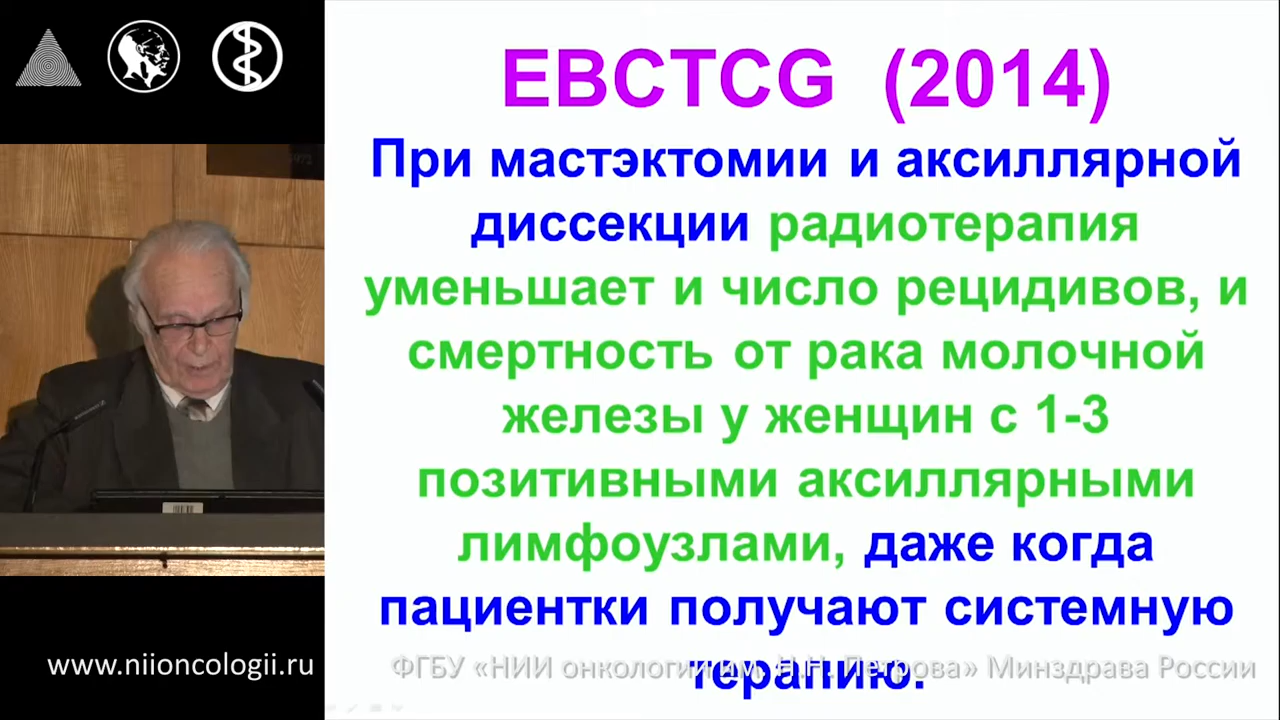 EBCTCG (2014)
При мастэктомии и аксиллярной
диссекции радиотерапия
уменьшает и число рецидивов, и
смертность от рака молочной
железы у женщин с 1-3
позитивными аксиллярными
лимфоузлами, даже когда
пациентки получают системную
терапию.
www.niioncologii.ru
ФГБУ «НИИ онкологии им. Н.Н. Петрова» Минздрава России